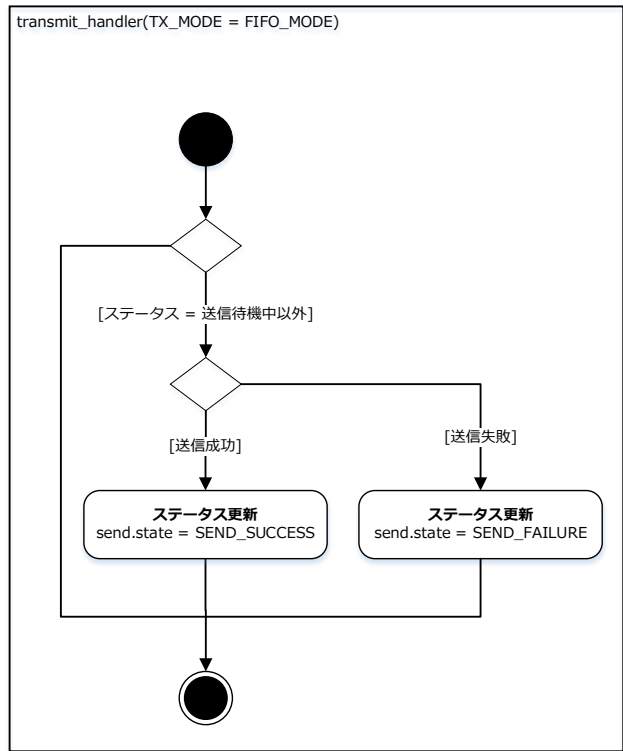 transmit_handler(TX_MODE = FIFO_MODE)
[ステータス = 送信待機中以外]
[送信成功]
[送信失敗]
ステータス更新
send.state = SEND_SUCCESS
ステータス更新
send.state = SEND_FAILURE